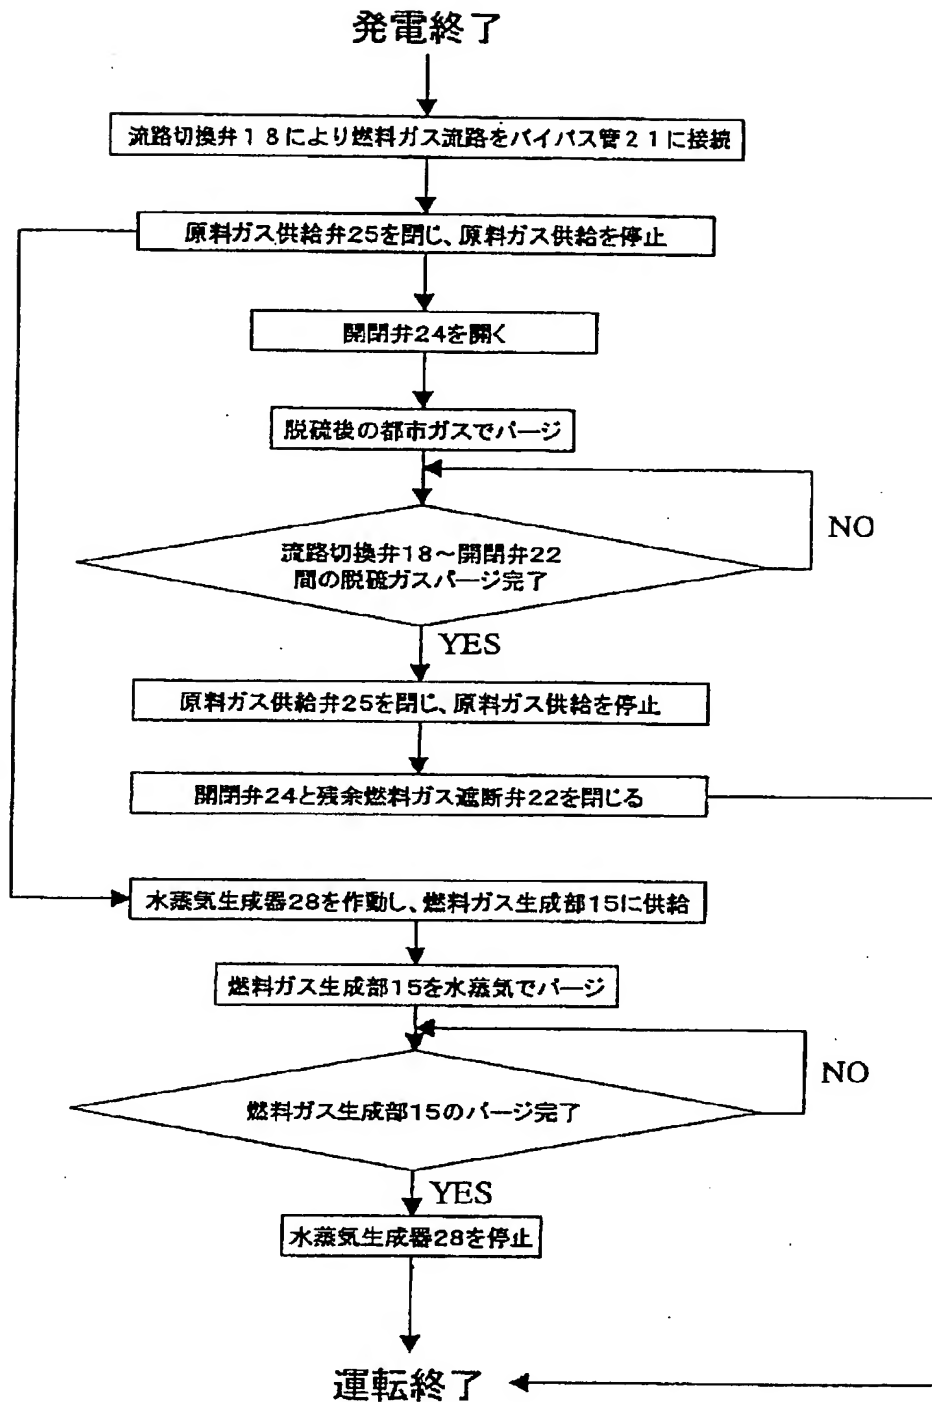 発電終了
流路切換弁18により燃料ガス流路をバイパス管21に接続
原料ガス供給弁25を閉じ、原料ガス供給を停止
開閉弁24を開く
脱硫後の都市ガスでパージ
NO
流路切換弁18～開閉弁22
間の脱硫ガスパージ完了
YES
原料ガス供給弁25を閉じ、原料ガス供給を停止
開閉弁24と残余燃料ガス遮断弁22を閉じる
水蒸気生成器28を作動し、燃料ガス生成部15に供給
燃料ガス生成部15を水蒸気でパージ
NO
燃料ガス生成部15のパージ完了
YES
水蒸気生成器28を停止
運転終了